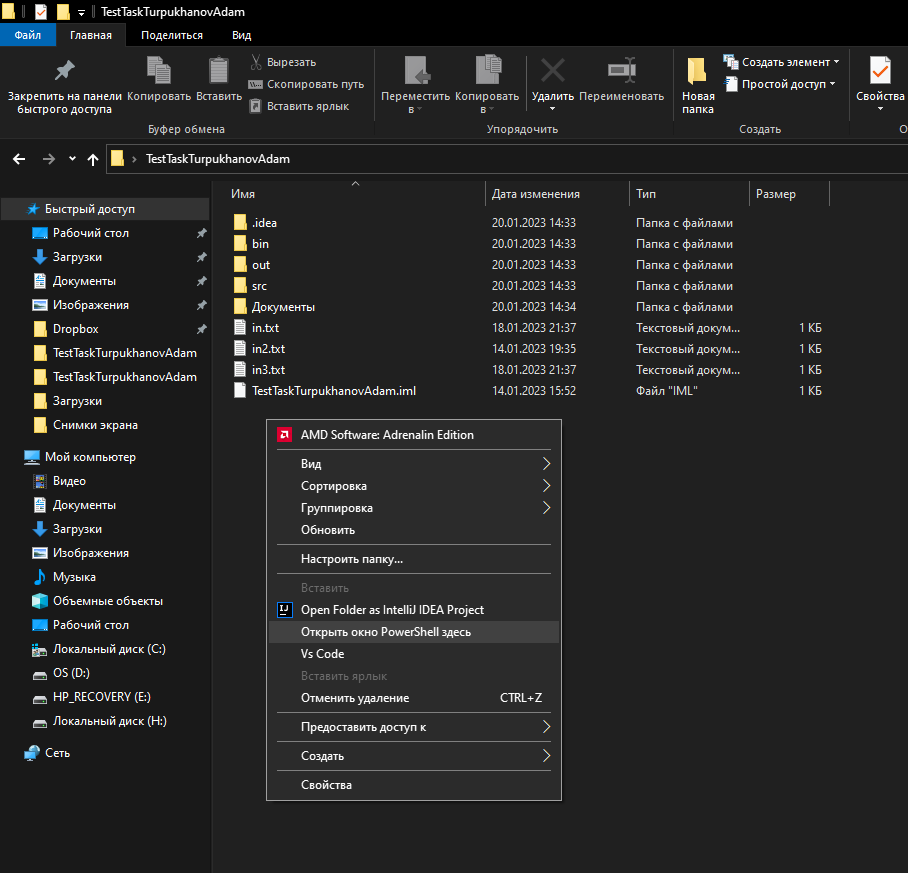 TestTaskTurpukhanovAdam
Файл Главная Поделиться Вид
Закрепить на панели быстрого доступа
Копировать
Вставить
Вырезать
Скопировать путь
Вставить ярлык
Буфер обмена
Переместить в
Копировать в
Удалить
Переименовать
Упорядочить
Новая папка
Создать элемент
Простой доступ
Создать
Свойства
О
TestTaskTurpukhanovAdam
Быстрый доступ
Рабочий стол
Загрузки
Документы
Изображения
Dropbox
TestTaskTurpukhanovAdam
TestTaskTurpukhanovAdam
Загрузки
Снимки экрана
Мой компьютер
Видео
Документы
Загрузки
Изображения
Музыка
Объемные объекты
Рабочий стол
Локальный диск (C:)
OS (D:)
HP_RECOVERY (E:)
Локальный диск (H:)
Сеть
Имя Дата изменения Тип Размер
.idea 20.01.2023 14:33 Папка с файлами
bin 20.01.2023 14:33 Папка с файлами
out 20.01.2023 14:33 Папка с файлами
src 20.01.2023 14:33 Папка с файлами
Документы 20.01.2023 14:34 Папка с файлами
in.txt 18.01.2023 21:37 Текстовый докум... 1 КБ
in2.txt 14.01.2023 19:35 Текстовый докум... 1 КБ
in3.txt 18.01.2023 21:37 Текстовый докум... 1 КБ
TestTaskTurpukhanovAdam.iml 14.01.2023 15:52 Файл "IML" 1 КБ
AMD Software: Adrenalin Edition
Вид
Сортировка
Группировка
Обновить
Настроить папку...
Вставить
IJ
Open Folder as IntelliJ IDEA Project
Открыть окно PowerShell здесь
Vs Code
Вставить ярлык
Отменить удаление CTRL+Z
Предоставить доступ к
Создать
Свойства